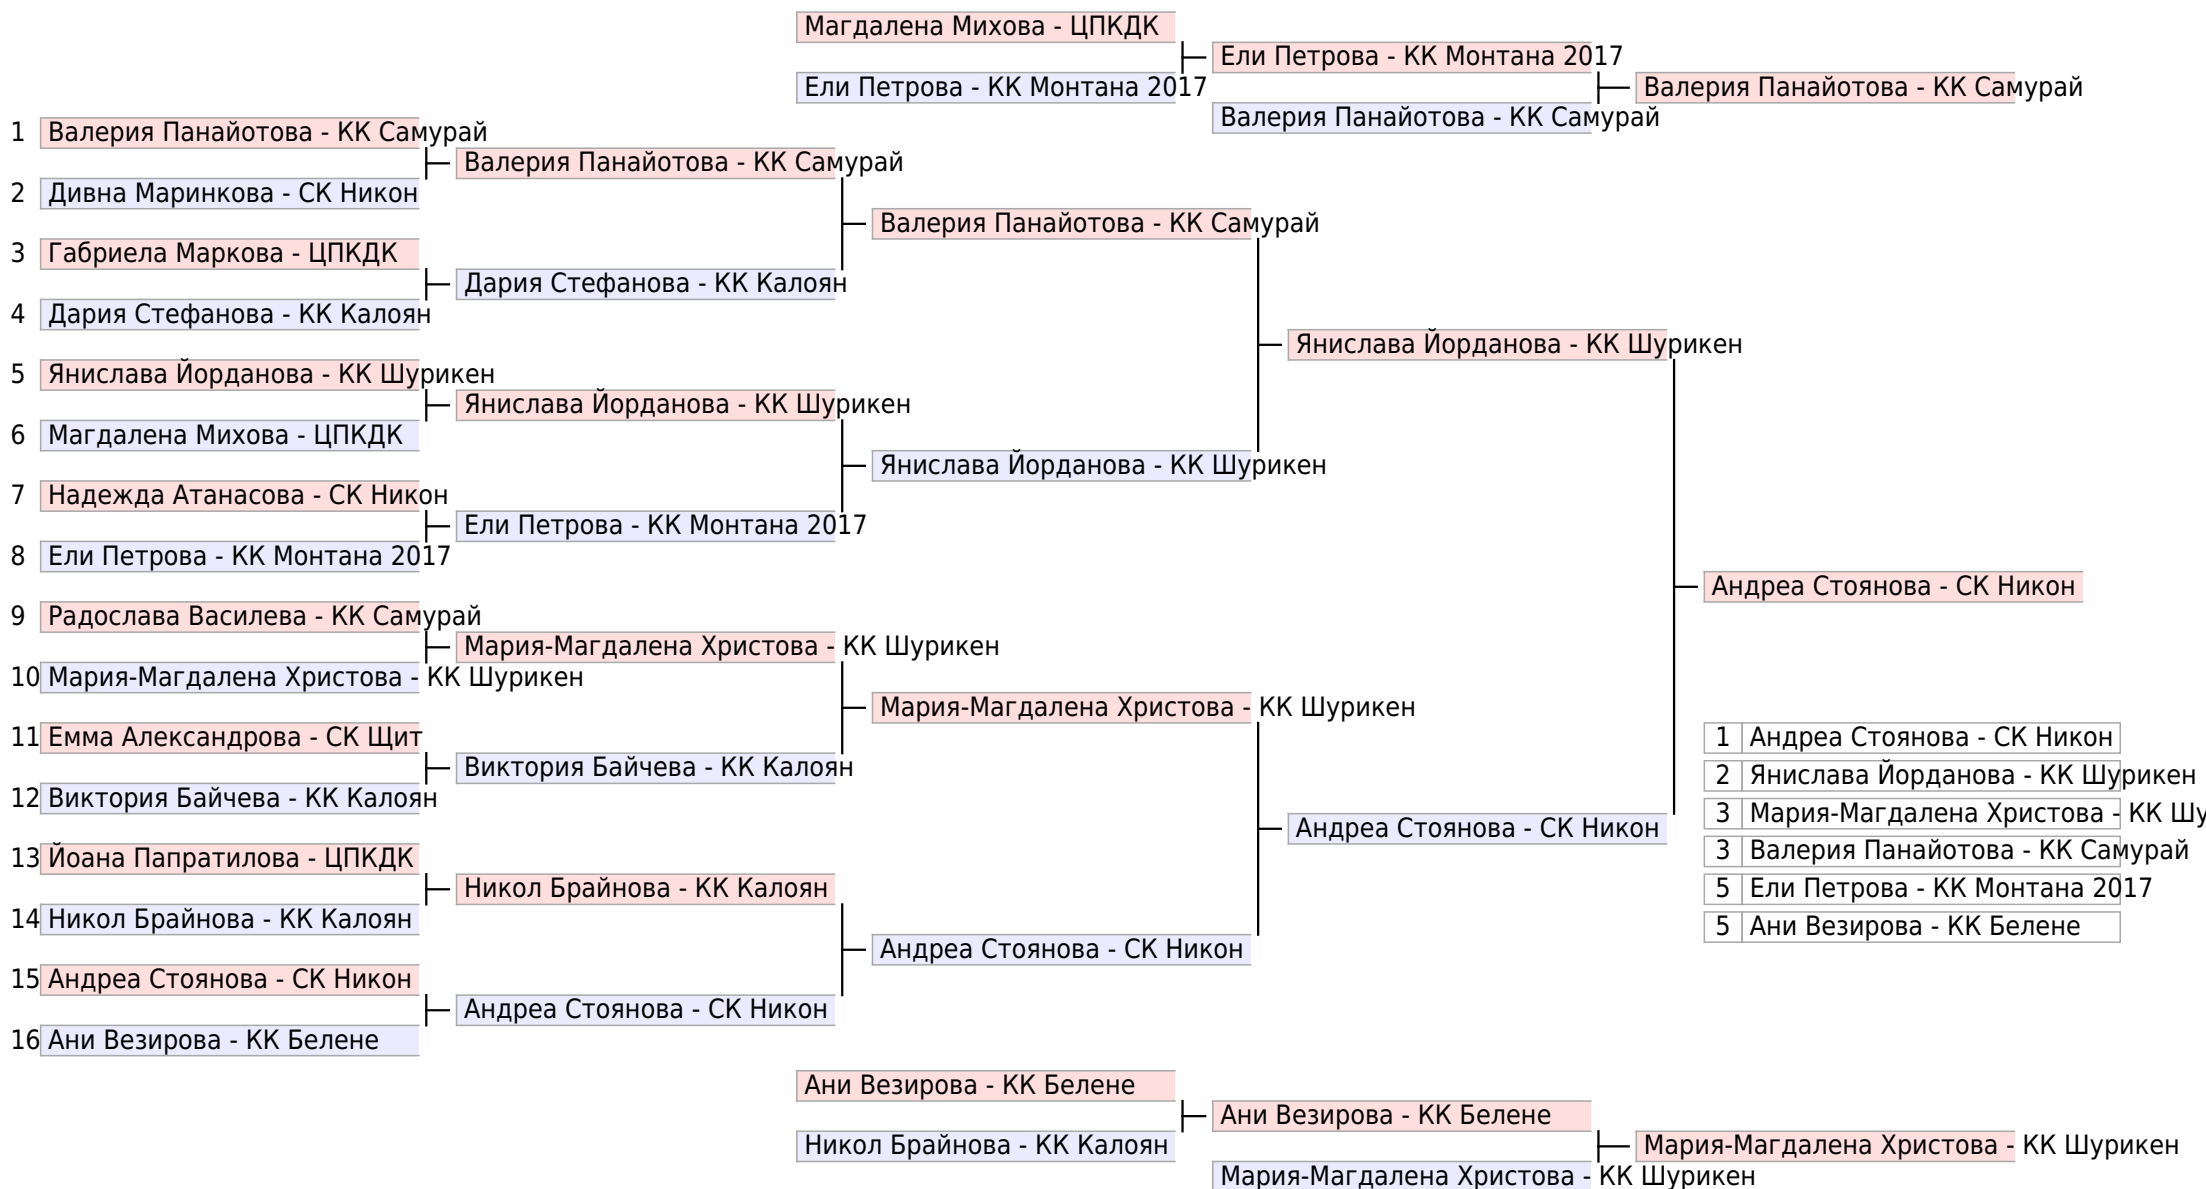 Магдалена Михова - ЦПКДК
Ели Петрова - КК Монтана 2017
Ели Петрова - КК Монтана 2017
Валерия Панайотова - КК Самурай
Валерия Панайотова - КК Самурай
1 Валерия Панайотова - КК Самурай
Валерия Панайотова - КК Самурай
2 Дивна Маринкова - СК Никон
Валерия Панайотова - КК Самурай
3 Габриела Маркова - ЦПКДК
Дария Стефанова - КК Калоян
4 Дария Стефанова - КК Калоян
Янислава Йорданова - КК Шурикен
5 Янислава Йорданова - КК Шурикен
Янислава Йорданова - КК Шурикен
6 Магдалена Михова - ЦПКДК
Янислава Йорданова - КК Шурикен
7 Надежда Атанасова - СК Никон
Ели Петрова - КК Монтана 2017
8 Ели Петрова - КК Монтана 2017
Андреа Стоянова - СК Никон
9 Радослава Василева - КК Самурай
Мария-Магдалена Христова - КК Шурикен
10 Мария-Магдалена Христова - КК Шурикен
Мария-Магдалена Христова - КК Шурикен
11 Емма Александрова - СК Щит
Виктория Байчева - КК Калоян
12 Виктория Байчева - КК Калоян
Андреа Стоянова - СК Никон
13 Йоана Папратилова - ЦПКДК
Никол Брайнова - КК Калоян
14 Никол Брайнова - КК Калоян
Андреа Стоянова - СК Никон
15 Андреа Стоянова - СК Никон
Андреа Стоянова - СК Никон
16 Ани Везирова - КК Белене
1 Андреа Стоянова - СК Никон
2 Янислава Йорданова - КК Шурикен
3 Мария-Магдалена Христова - КК Шу
3 Валерия Панайотова - КК Самурай
5 Ели Петрова - КК Монтана 2017
5 Ани Везирова - КК Белене
Ани Везирова - КК Белене
Ани Везирова - КК Белене
Никол Брайнова - КК Калоян
Мария-Магдалена Христова - КК Шурикен
Мария-Магдалена Христова - КК Шурикен